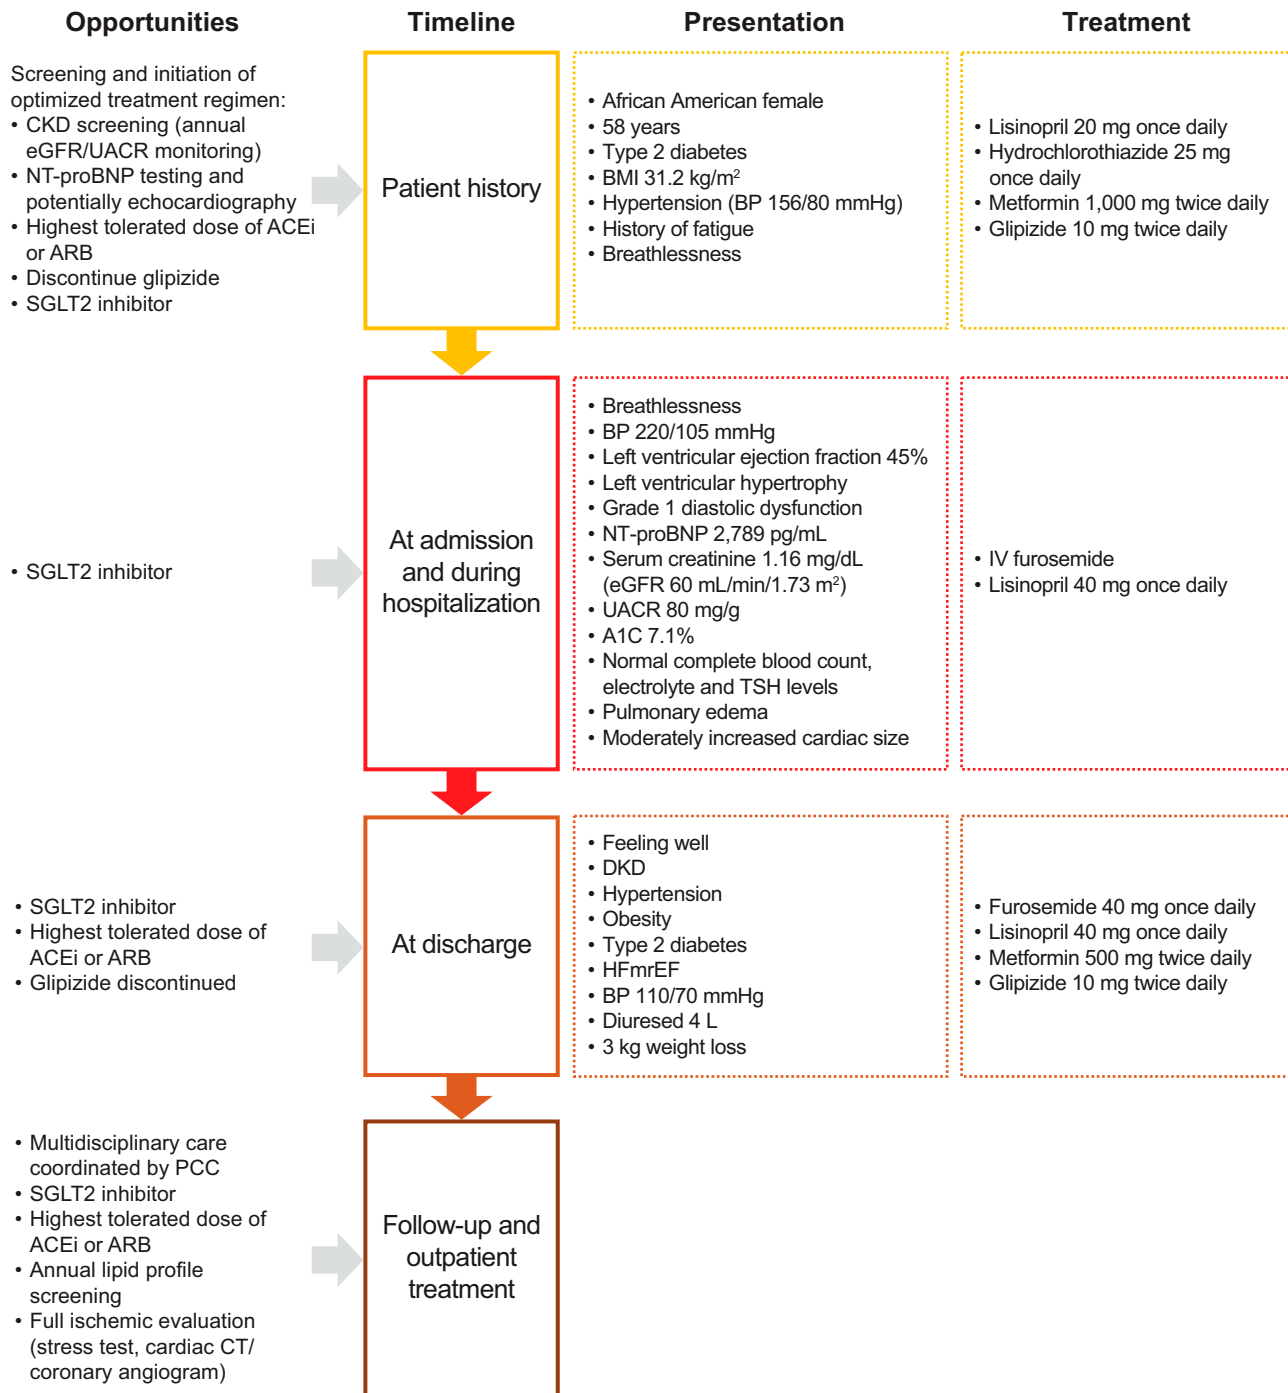 Opportunities
Timeline
Presentation
Treatment
Screening and initiation of
optimized treatment regimen:
• CKD screening (annual
eGFR/UACR monitoring)
• NT-proBNP testing and
potentially echocardiography
• Highest tolerated dose of ACEi
or ARB
• Discontinue glipizide
• SGLT2 inhibitor
Patient history
• African American female
• 58 years
• Type 2 diabetes
• BMI 31.2 kg/m²
• Hypertension (BP 156/80 mmHg)
• History of fatigue
• Breathlessness
• Lisinopril 20 mg once daily
• Hydrochlorothiazide 25 mg
once daily
• Metformin 1,000 mg twice daily
• Glipizide 10 mg twice daily
• SGLT2 inhibitor
At admission
and during
hospitalization
• Breathlessness
• BP 220/105 mmHg
• Left ventricular ejection fraction 45%
• Left ventricular hypertrophy
• Grade 1 diastolic dysfunction
• NT-proBNP 2,789 pg/mL
• Serum creatinine 1.16 mg/dL
(eGFR 60 mL/min/1.73 m²)
• UACR 80 mg/g
• A1C 7.1%
• Normal complete blood count,
electrolyte and TSH levels
• Pulmonary edema
• Moderately increased cardiac size
• IV furosemide
• Lisinopril 40 mg once daily
• SGLT2 inhibitor
• Highest tolerated dose of
ACEi or ARB
• Glipizide discontinued
At discharge
• Feeling well
• DKD
• Hypertension
• Obesity
• Type 2 diabetes
• HFmrEF
• BP 110/70 mmHg
• Diuresed 4 L
• 3 kg weight loss
• Furosemide 40 mg once daily
• Lisinopril 40 mg once daily
• Metformin 500 mg twice daily
• Glipizide 10 mg twice daily
• Multidisciplinary care
coordinated by PCC
• SGLT2 inhibitor
• Highest tolerated dose of
ACEi or ARB
• Annual lipid profile
screening
• Full ischemic evaluation
(stress test, cardiac CT/
coronary angiogram)
Follow-up and
outpatient
treatment